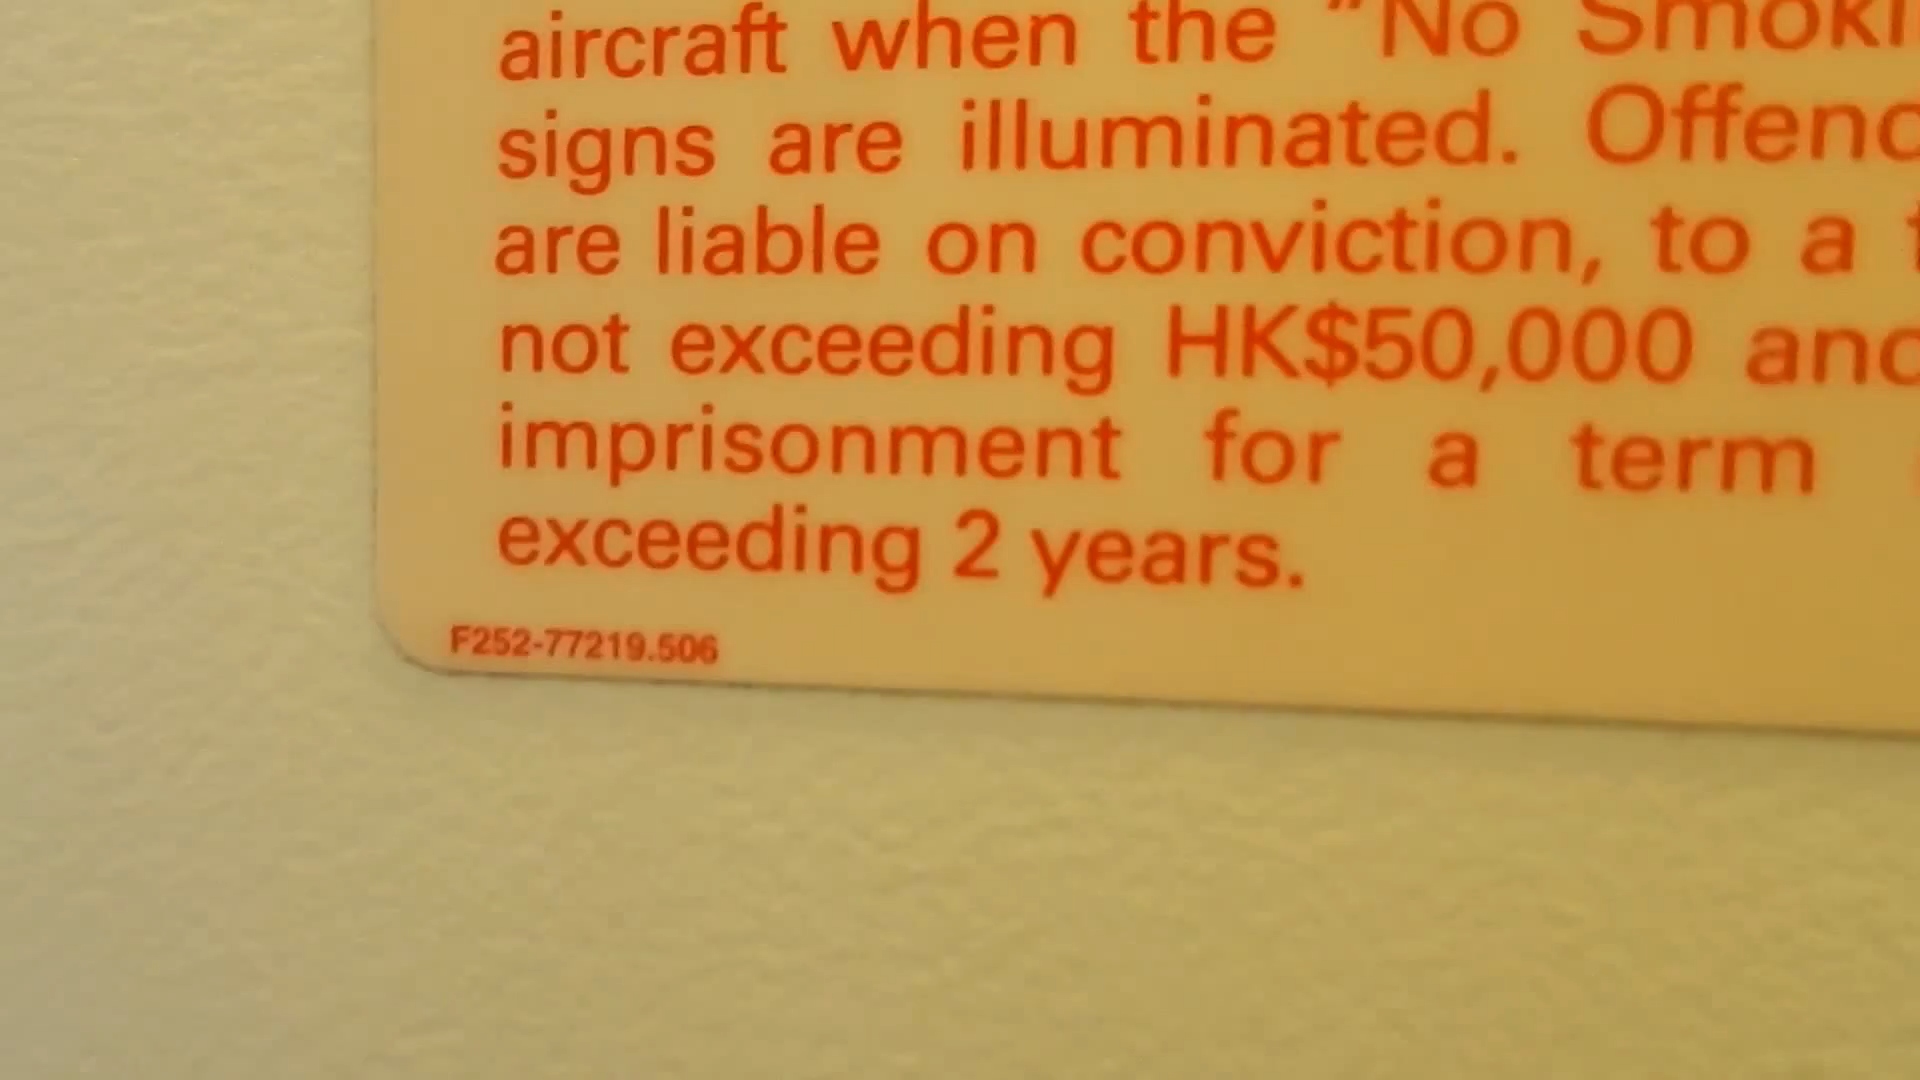 aircraft when the "No
signs are illuminated.
are liable on conviction, to a
not exceeding HK$50,000
imprisonment for a term
exceeding 2 years.
F252-77219.506